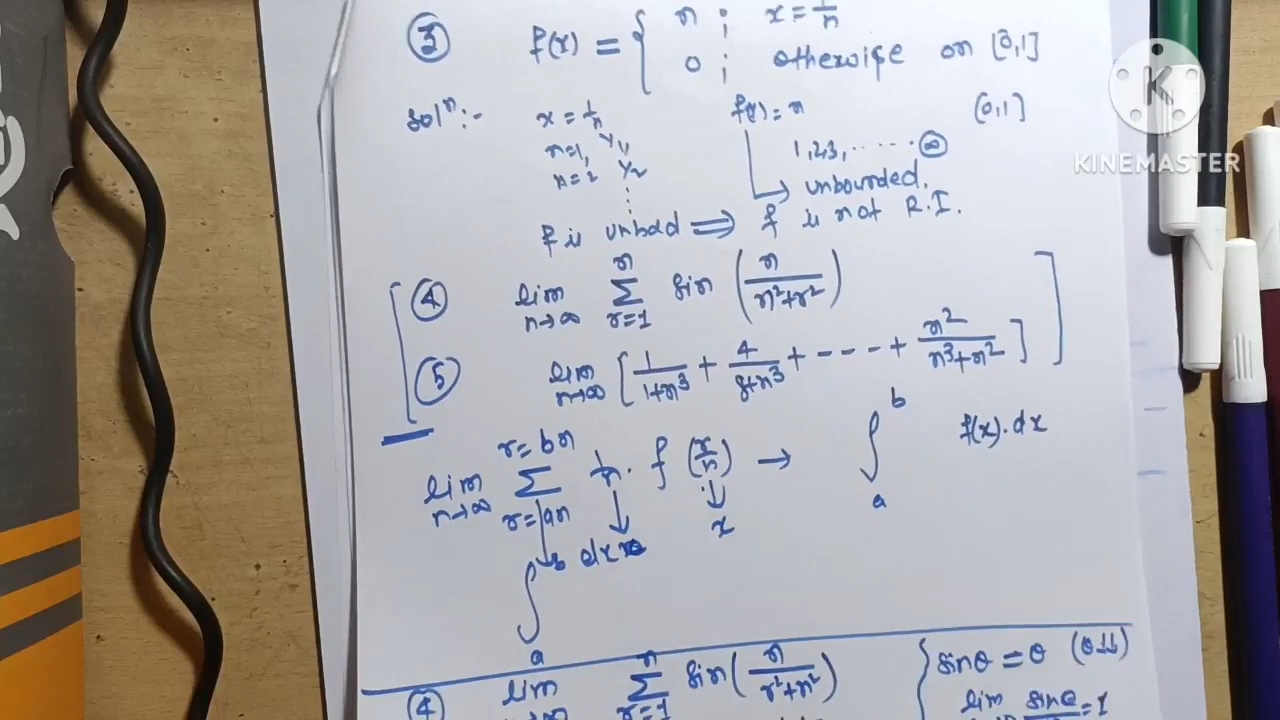 ③ f(x) = { n ; x = 1/n
0 ; otherwise on [0,1]
Solⁿ:- x = 1/n f(x) = n [0,1]
n=1, 1/1, 1,2,3, ...... ∞
n=2 1/2 unbounded.
⋮
f is unbdd ⟹ f is not R.I.
④ lim n→∞ n Σ r=1 sin (n/(n²+r²))
⑤ lim n→∞ [1/(1+n³) + 4/(8+n³) + ---- + n²/(n³+n²)]
lim n→∞ r=bn Σ r=an 1/n · f (r/n) → b ∫ a f(x).dx
b ∫ a dx x
④ lim n→∞ n Σ r=1 sin (n/(r²+n²)) { sinθ = θ
lim sinθ = 1
KINEMASTER